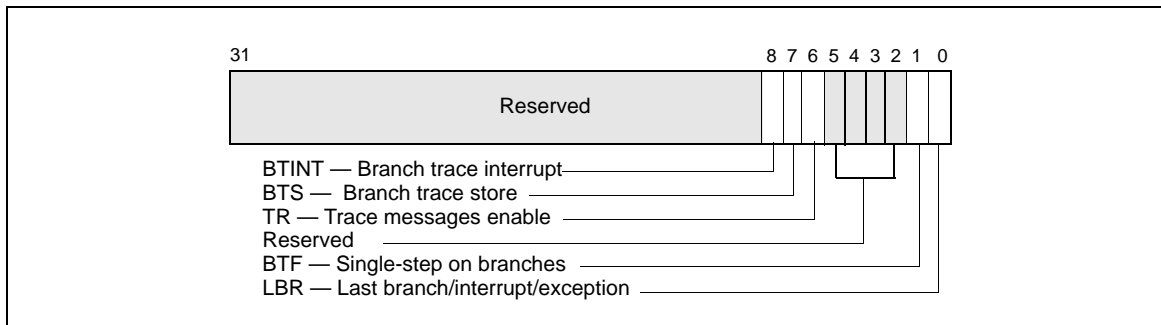 31 8 7 6 5 4 3 2 1 0
Reserved
BTINT — Branch trace interrupt
BTS — Branch trace store
TR — Trace messages enable
Reserved
BTF — Single-step on branches
LBR — Last branch/interrupt/exception